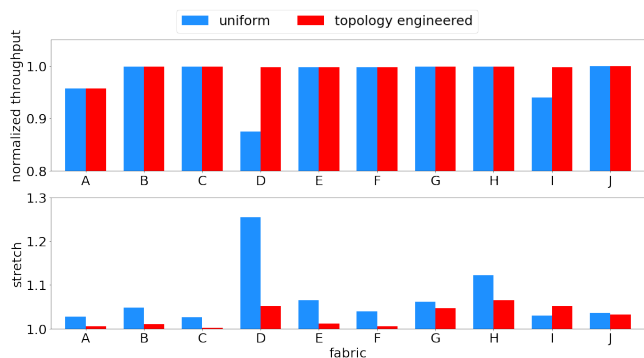 uniform topology engineered
normalized throughput
1.0
0.9
0.8
A B C D E F G H I J
stretch
1.3
1.2
1.1
1.0
A B C D E F G H I J
fabric